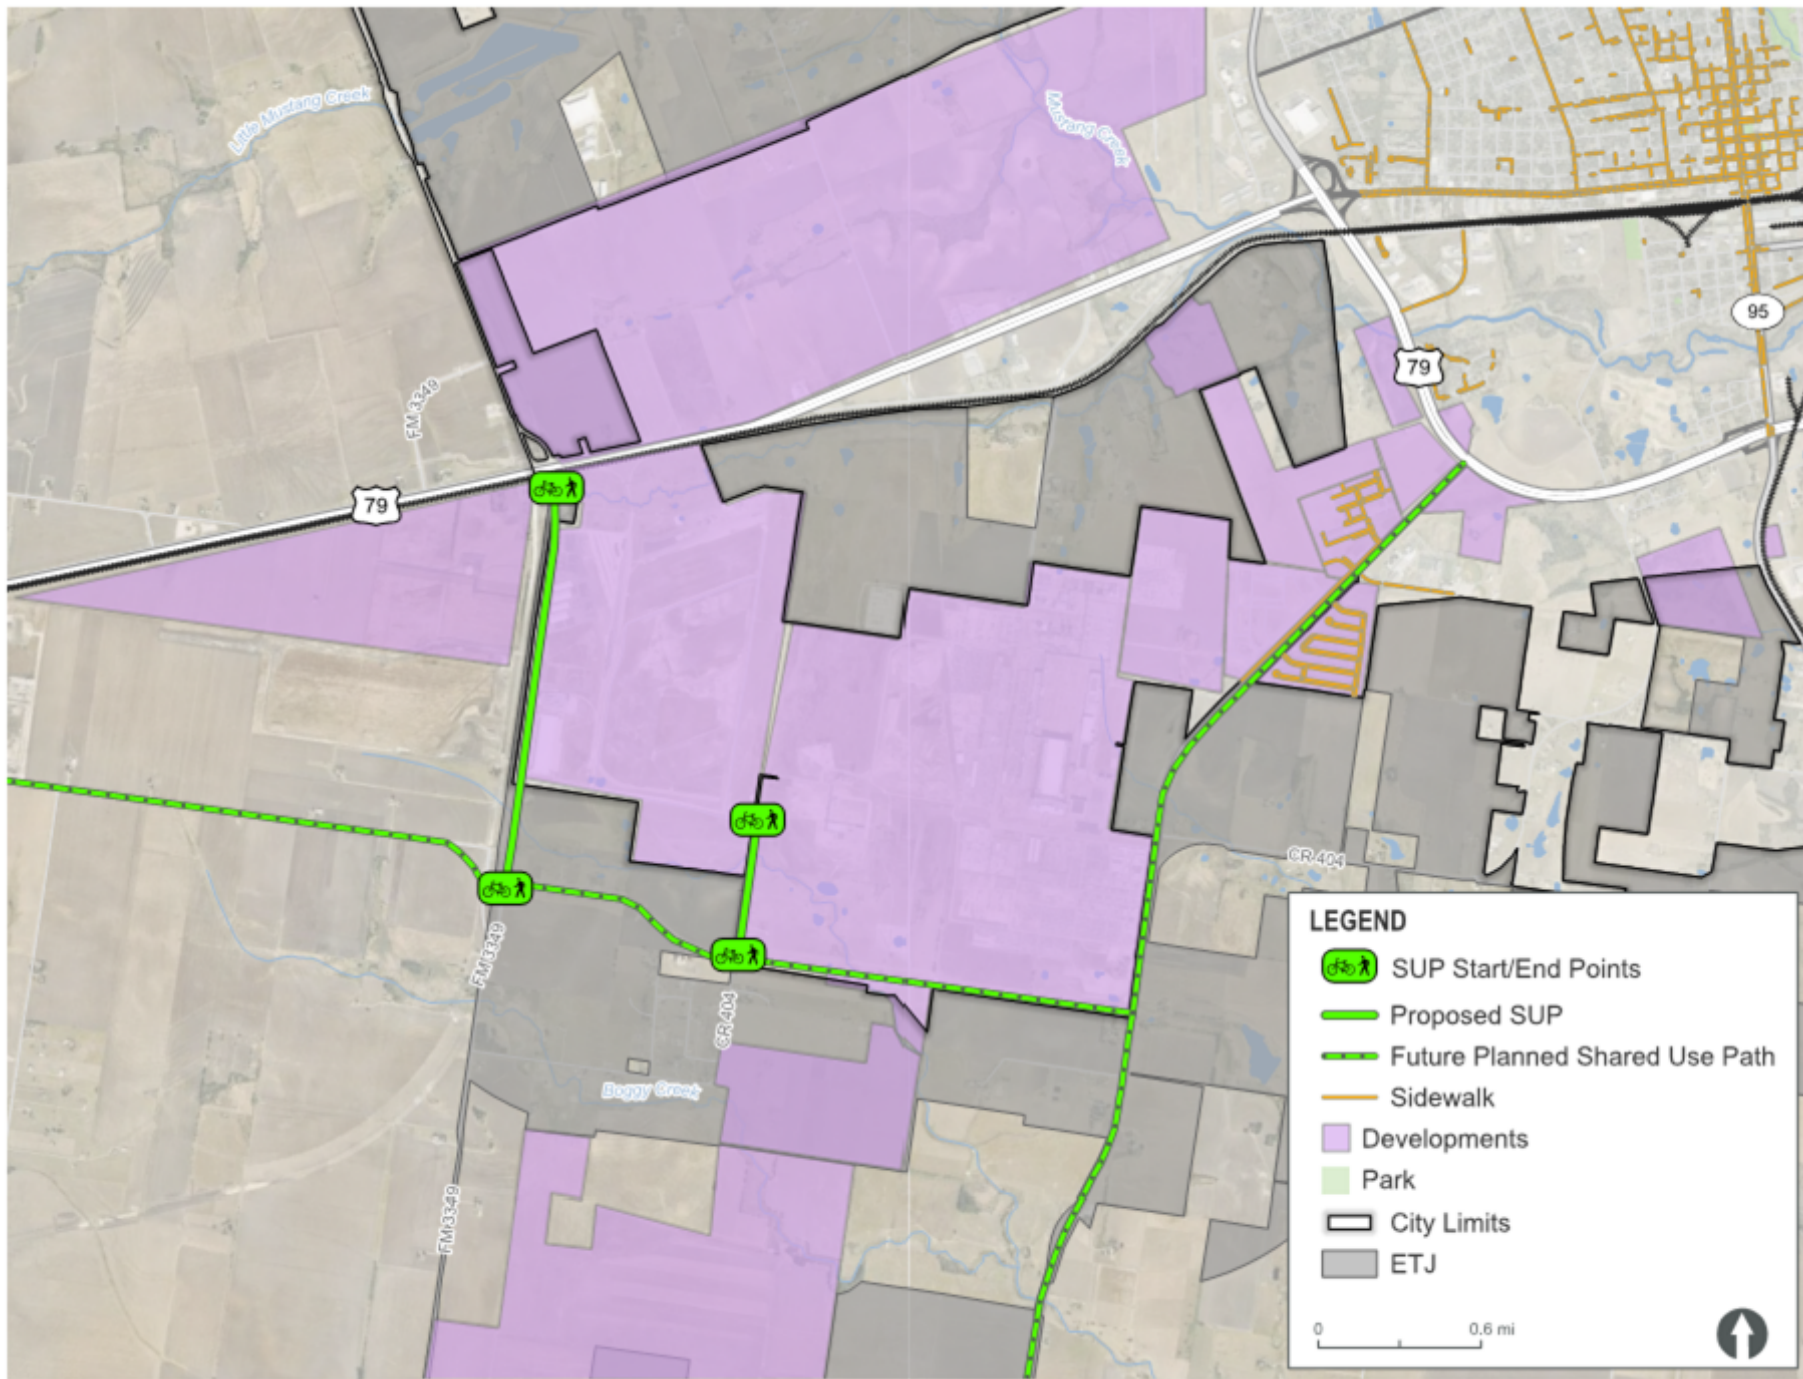 Little Mustang Creek
Mustang Creek
95
79
FM 3349
79
CR 404
FM 3349
CR 404
Boggy Creek
FM 3349
LEGEND
SUP Start/End Points
Proposed SUP
Future Planned Shared Use Path
Sidewalk
Developments
Park
City Limits
ETJ
0 0.6 mi